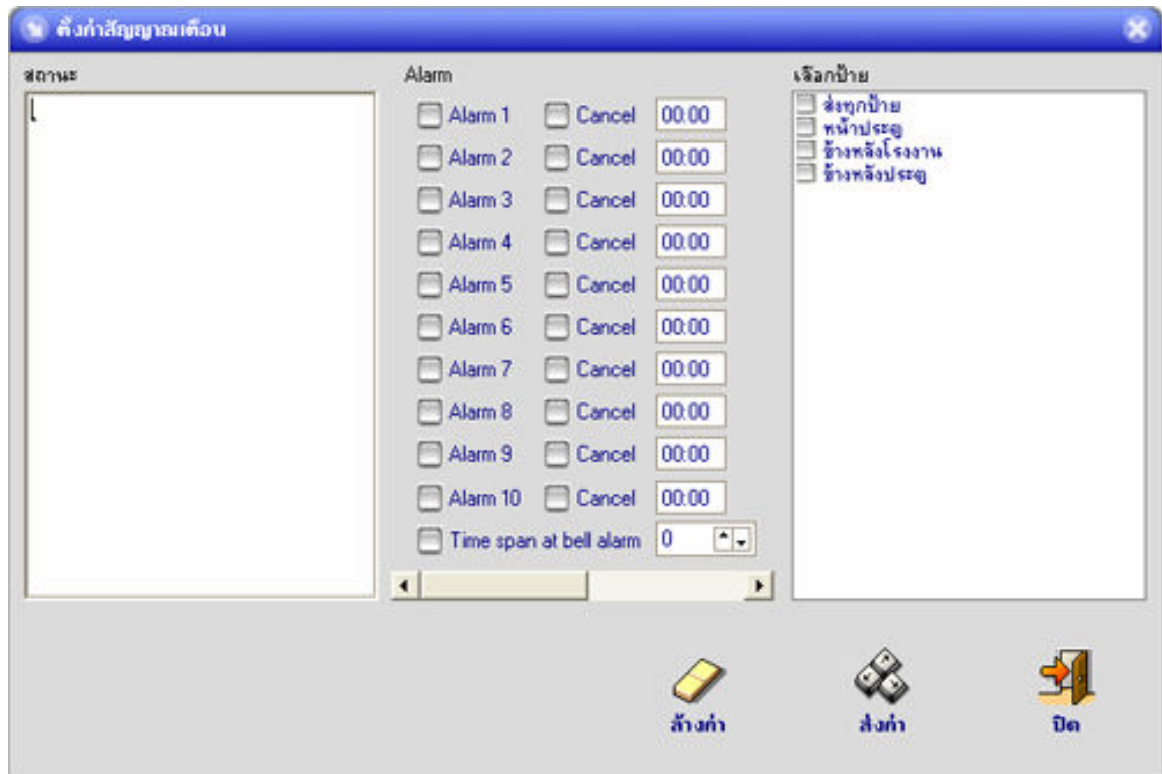 ตั้งค่าสัญญาณเตือน
สถานะ
Alarm
เลือกป้าย
Alarm 1 Cancel 00:00
Alarm 2 Cancel 00:00
Alarm 3 Cancel 00:00
Alarm 4 Cancel 00:00
Alarm 5 Cancel 00:00
Alarm 6 Cancel 00:00
Alarm 7 Cancel 00:00
Alarm 8 Cancel 00:00
Alarm 9 Cancel 00:00
Alarm 10 Cancel 00:00
Time span at bell alarm 0
ส่งทุกป้าย
หน้าประตู
ข้างหลังโรงงาน
ข้างหลังประตู
ล้างค่า
ส่งค่า
ปิด